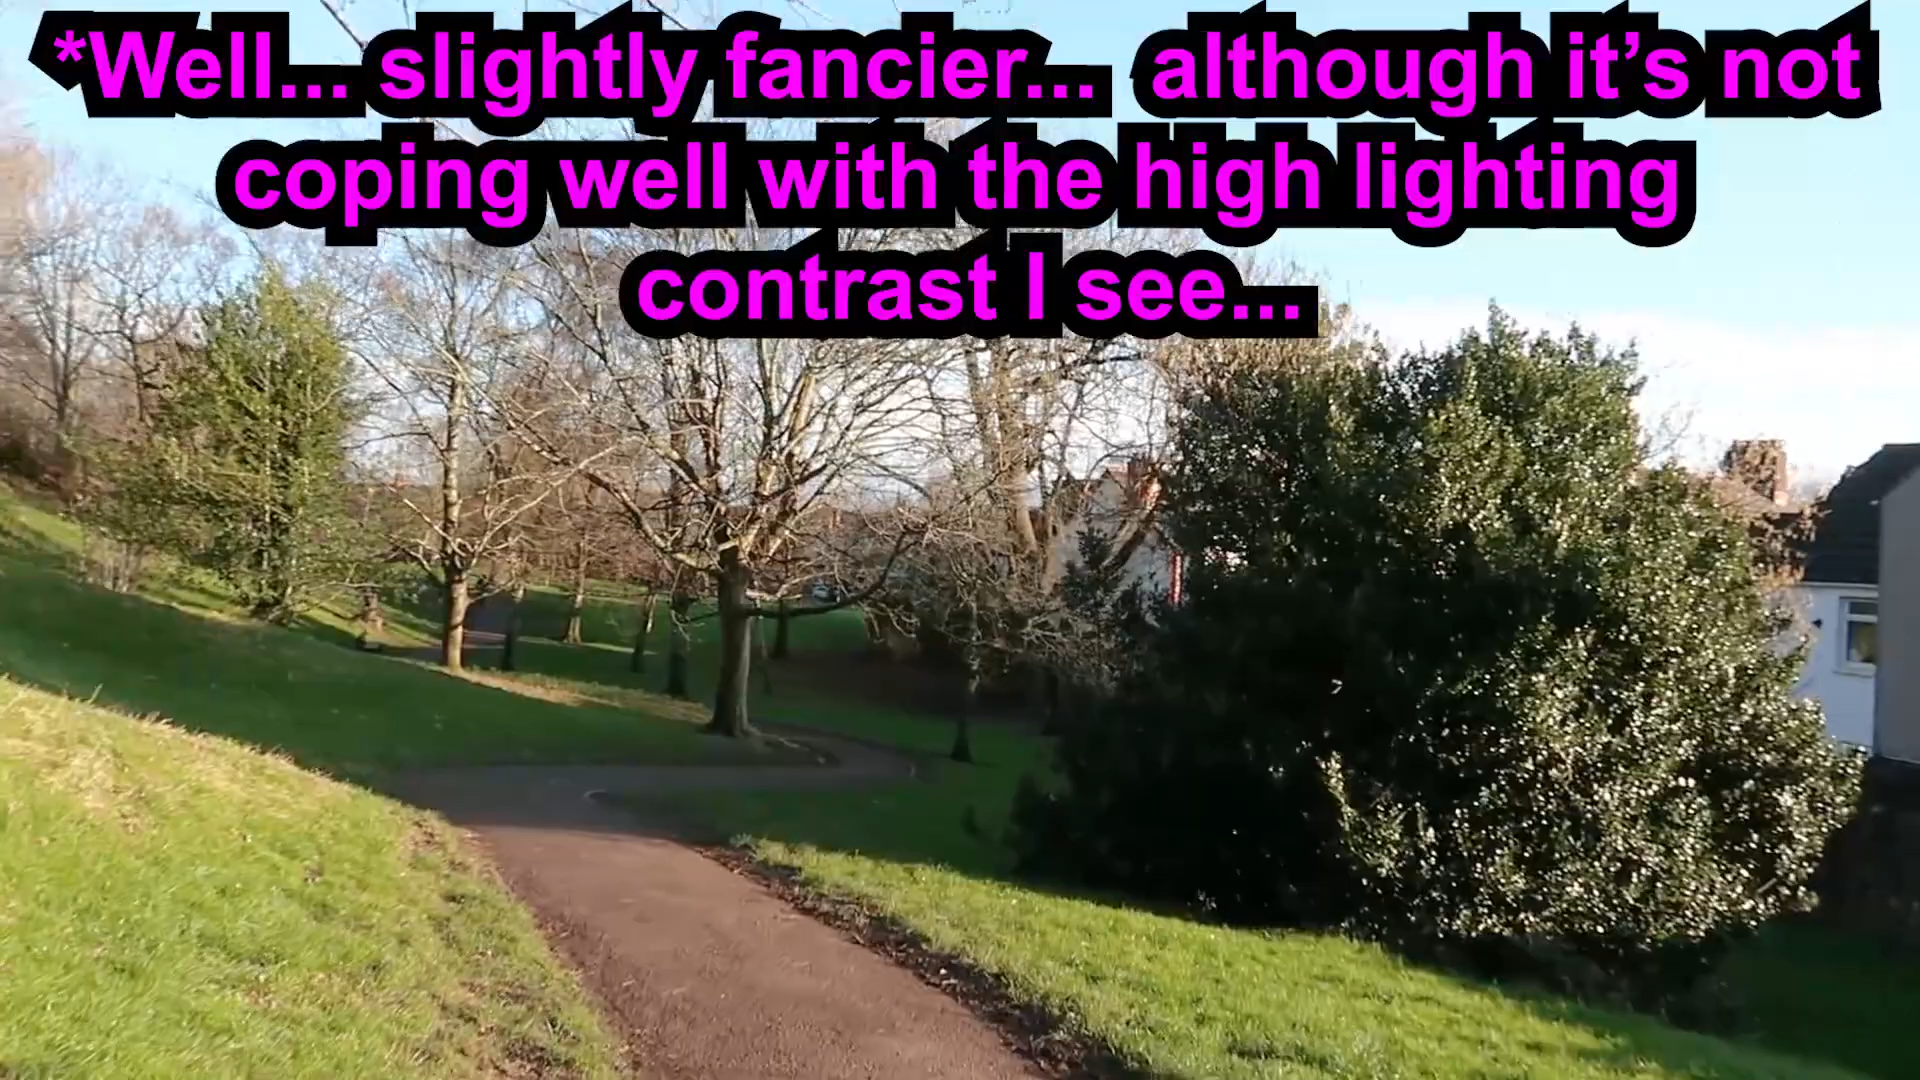 *Well... slightly fancier... although it’s not
coping well with the high lighting
contrast I see...